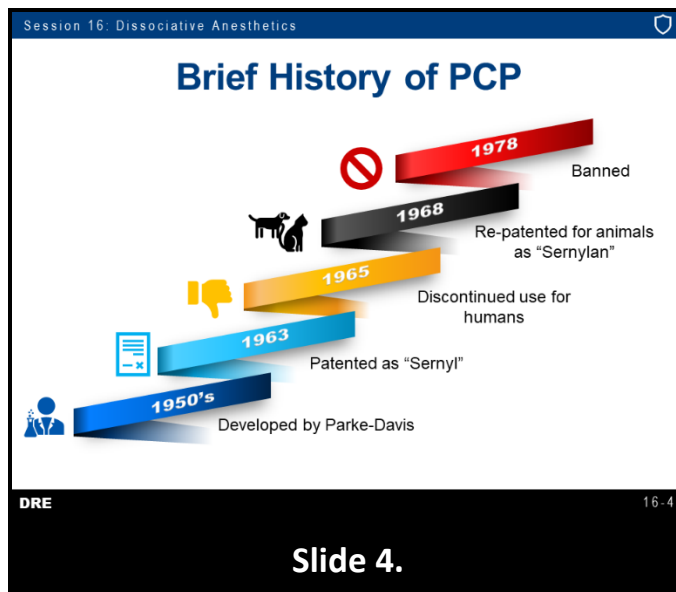 Session 16: Dissociative Anesthetics
Brief History of PCP
1978
Banned
1968
Re-patented for animals
as “Sernylan”
1965
Discontinued use for
humans
1963
Patented as “Sernyl”
1950’s
Developed by Parke-Davis
DRE
16-4
Slide 4.